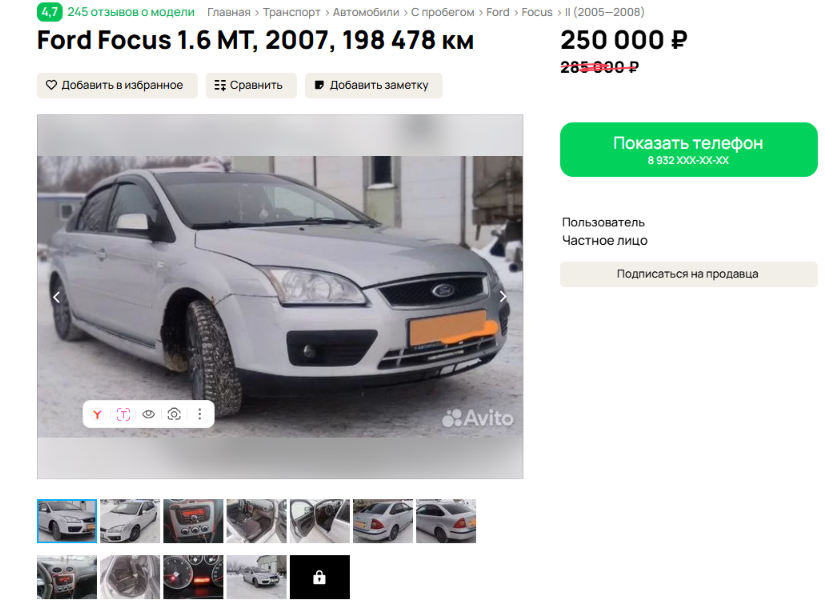 4,7 245 отзывов о модели Главная > Транспорт > Автомобили > С пробегом > Ford > Focus > II (2005—2008)
Ford Focus 1.6 MT, 2007, 198 478 км
250 000 ₽
285 000 ₽
Добавить в избранное
Сравнить
Добавить заметку
Показать телефон
8 932 XXX-XX-XX
Пользователь
Частное лицо
Подписаться на продавца
Ford
Y
T
Avito